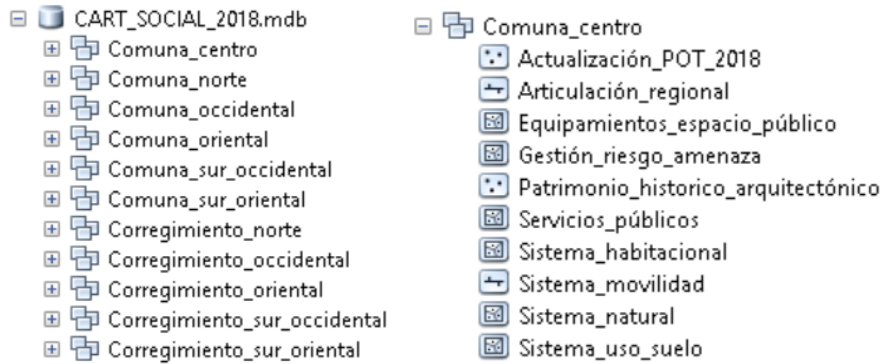 CART_SOCIAL_2018.mdb
Comuna_centro
Comuna_norte
Comuna_occidental
Comuna_oriental
Comuna_sur_occidental
Comuna_sur_oriental
Corregimiento_norte
Corregimiento_occidental
Corregimiento_oriental
Corregimiento_sur_occidental
Corregimiento_sur_oriental
Comuna_centro
Actualización_POT_2018
Articulación_regional
Equipamientos_espacio_público
Gestión_riesgo_amenaza
Patrimonio_historico_arquitectónico
Servicios_públicos
Sistema_habitacional
Sistema_movilidad
Sistema_natural
Sistema_uso_suelo